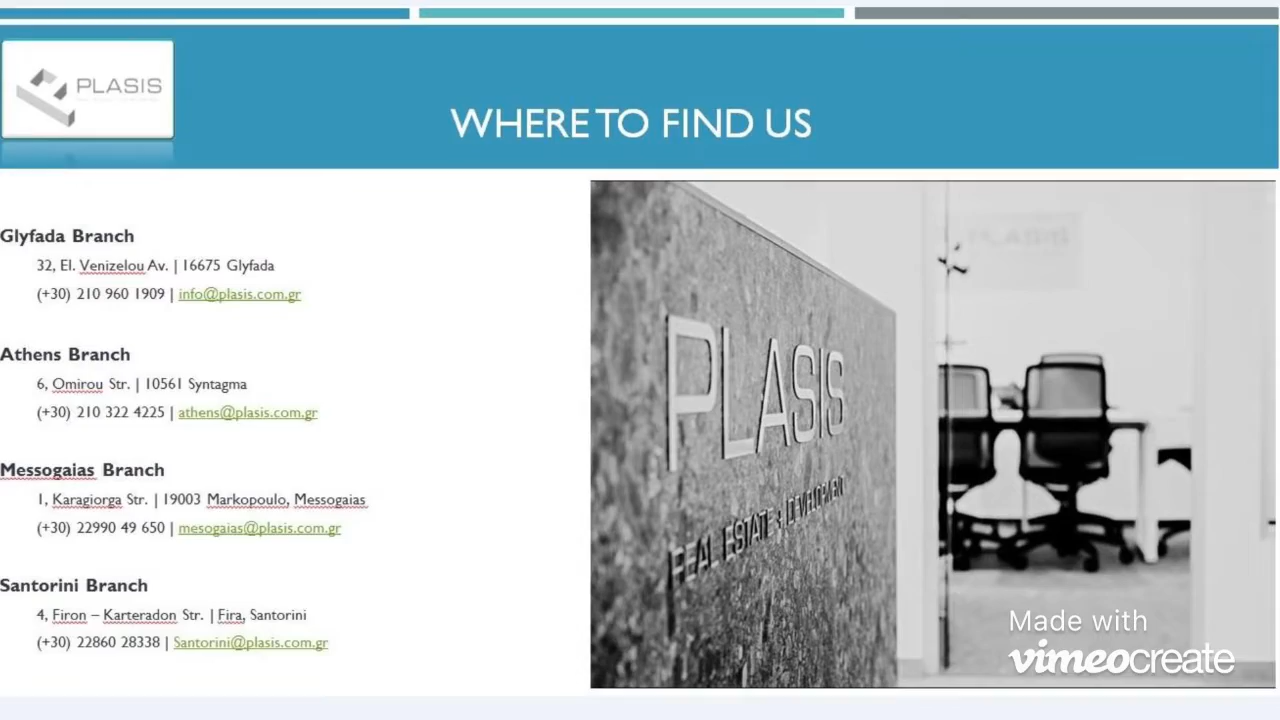 PLASIS
WHERE TO FIND US
Glyfada Branch
32, El. Venizelou Av. | 16675 Glyfada
(+30) 210 960 1909 | info@plasis.com.gr
Athens Branch
6, Omirou Str. | 10561 Syntagma
(+30) 210 322 4225 | athens@plasis.com.gr
Messogaias Branch
1, Karagiorga Str. | 19003 Markopoulo, Messogaias
(+30) 22990 49 650 | mesogaias@plasis.com.gr
Santorini Branch
4, Firon – Karteradon Str. | Fira, Santorini
(+30) 22860 28338 | Santorini@plasis.com.gr
PLASIS
REAL ESTATE & DEVELOPMENT
Made with
vimeocreate